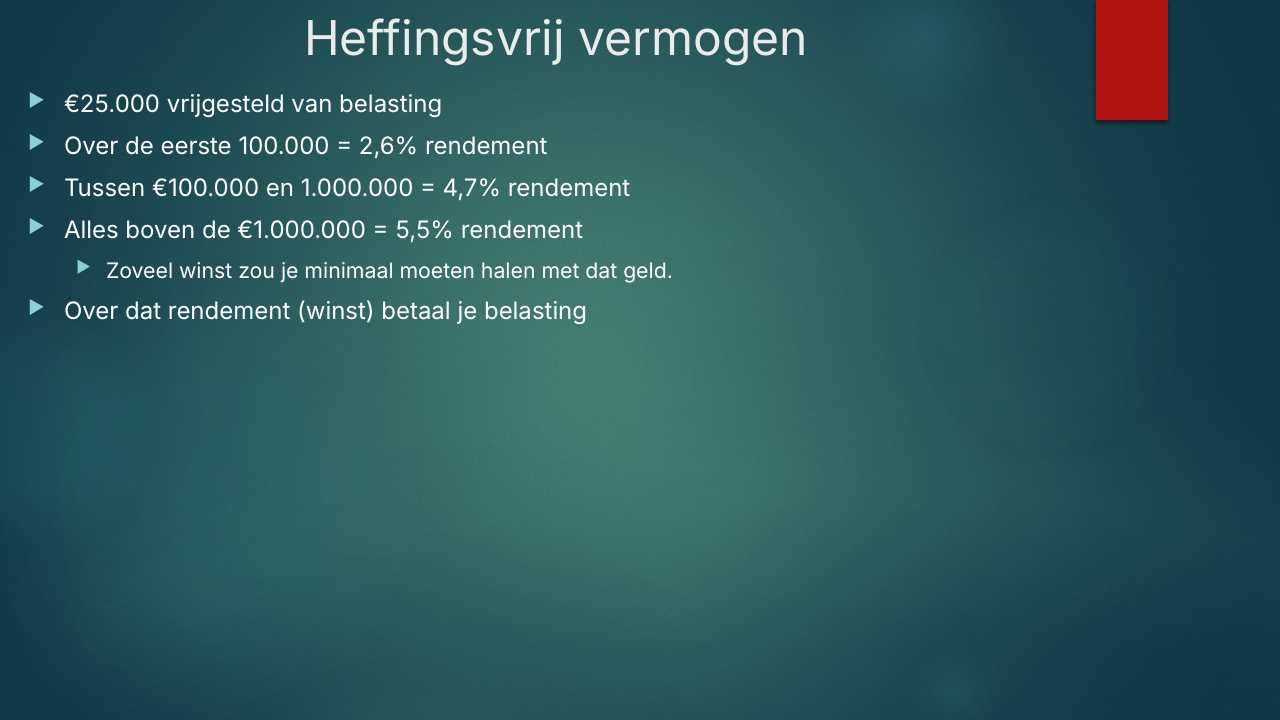 Heffingsvrij vermogen
€25.000 vrijgesteld van belasting
Over de eerste 100.000 = 2,6% rendement
Tussen €100.000 en 1.000.000 = 4,7% rendement
Alles boven de €1.000.000 = 5,5% rendement
Zoveel winst zou je minimaal moeten halen met dat geld.
Over dat rendement (winst) betaal je belasting